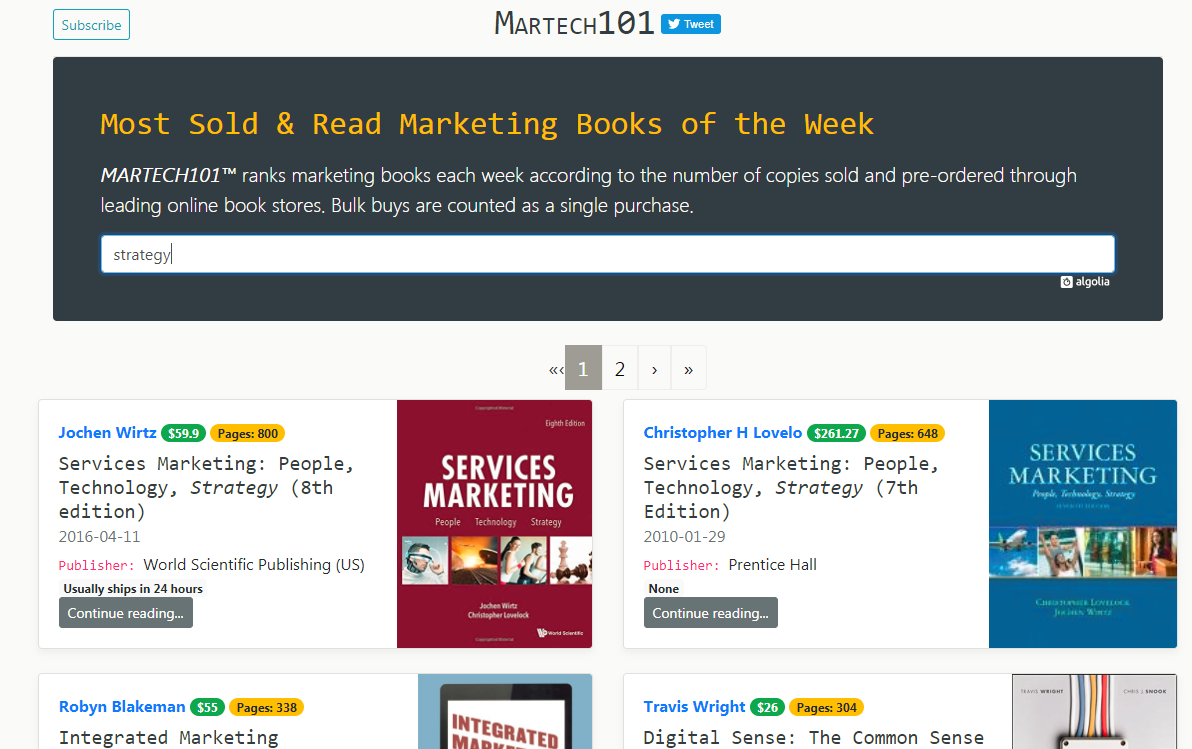 Subscribe
Martech101
Tweet
Most Sold & Read Marketing Books of the Week
MARTECH101™ ranks marketing books each week according to the number of copies sold and pre-ordered through
leading online book stores. Bulk buys are counted as a single purchase.
strategy
algolia
«‹ 1 2 › »
Jochen Wirtz $59.9 Pages: 800
Services Marketing: People,
Technology, Strategy (8th
edition)
2016-04-11
Publisher: World Scientific Publishing (US)
Usually ships in 24 hours
Continue reading...
Eighth Edition
SERVICES
MARKETING
People Technology Strategy
Jochen Wirtz
Christopher Lovelock
World Scientific
Christopher H Lovelo $261.27 Pages: 648
Services Marketing: People,
Technology, Strategy (7th
Edition)
2010-01-29
Publisher: Prentice Hall
None
Continue reading...
SERVICES
MARKETING
People, Technology, Strategy
SEVENTH EDITION
Christopher Lovelock
Jochen Wirtz
Robyn Blakeman $55 Pages: 338
Integrated Marketing
INTEGRATED
Travis Wright $26 Pages: 304
Digital Sense: The Common Sense
TRAVIS WRIGHT CHRIS J SNOOK